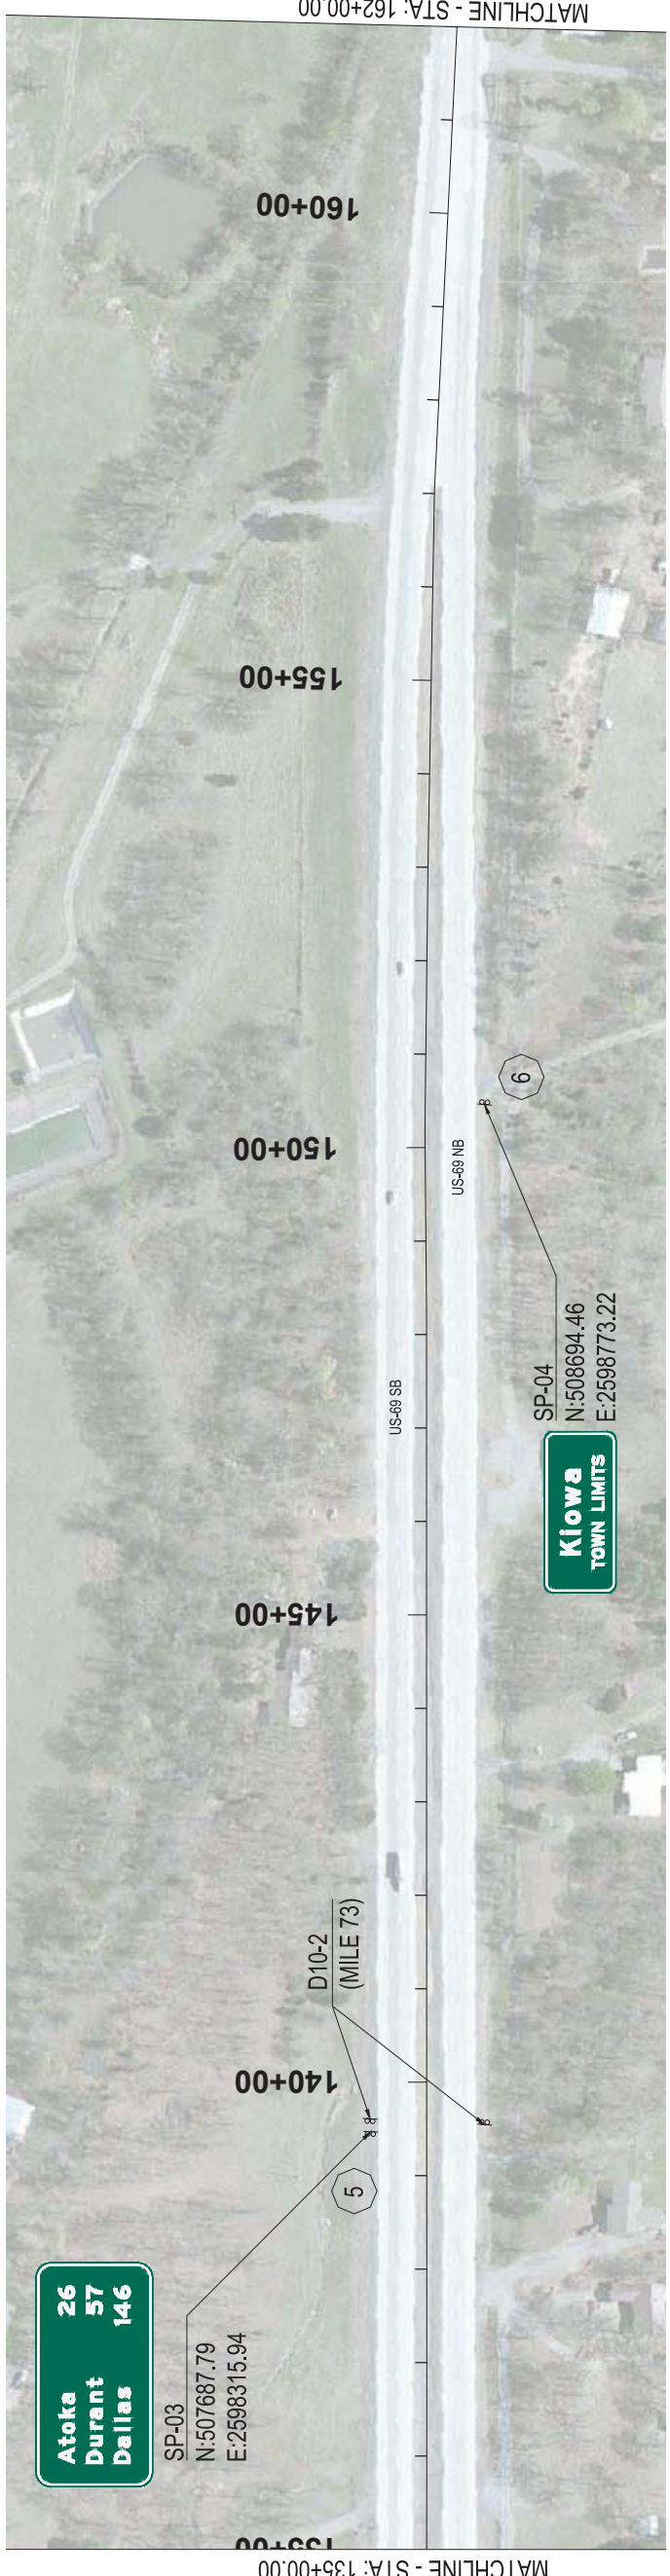 MATCHLINE - STA: 162+00.00
160+00
155+00
150+00
145+00
140+00
135+00
MATCHLINE - STA: 135+00.00
US-69 NB
US-69 SB
6
SP-04
N:508694.46
E:2598773.22
Kiowa
TOWN LIMITS
D10-2
(MILE 73)
5
Atoka 26
Durant 57
Dallas 146
SP-03
N:507687.79
E:2598315.94